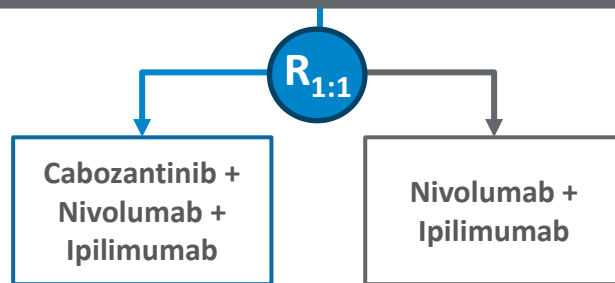 R1:1
Cabozantinib +
Nivolumab +
Ipilimumab
Nivolumab +
Ipilimumab